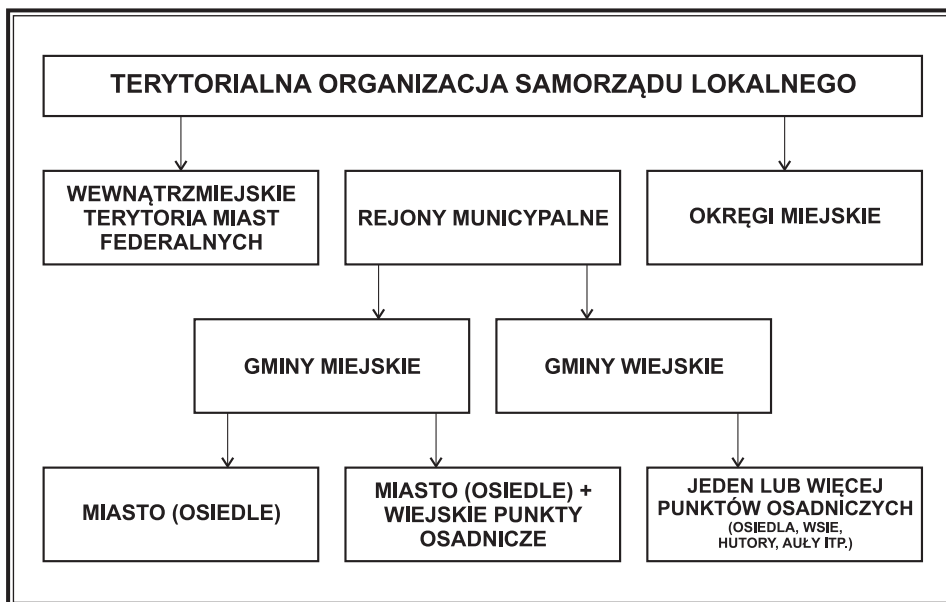 TERYTORIALNA ORGANIZACJA SAMORZĄDU LOKALNEGO
WEWNĄTRZMIEJSKIE
TERYTORIA MIAST
FEDERALNYCH
REJONY MUNICYPALNE
OKRĘGI MIEJSKIE
GMINY MIEJSKIE
GMINY WIEJSKIE
MIASTO (OSIEDLE)
MIASTO (OSIEDLE) +
WIEJSKIE PUNKTY
OSADNICZE
JEDEN LUB WIĘCEJ
PUNKTÓW OSADNICZYCH
(OSIEDLA, WSIE,
HUTORY, AUŁY ITP.)